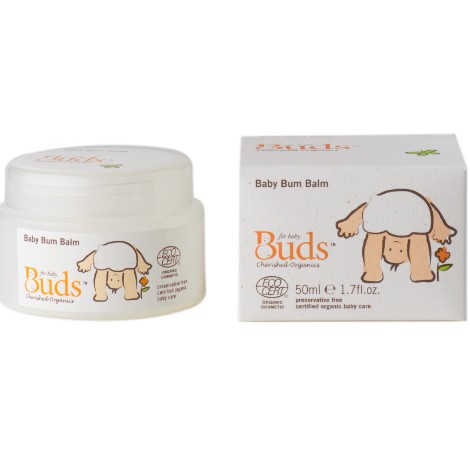 Baby Bum Balm
for baby
Buds™
Cherished Organics
ECO
CERT
ORGANIC
COSMETIC
preservative free
certified organic
baby care
Buds
Baby Bum Balm
for baby
Buds™
Cherished Organics
ECO
CERT
ORGANIC
COSMETIC
50ml e 1.7fl.oz.
preservative free
certified organic baby care